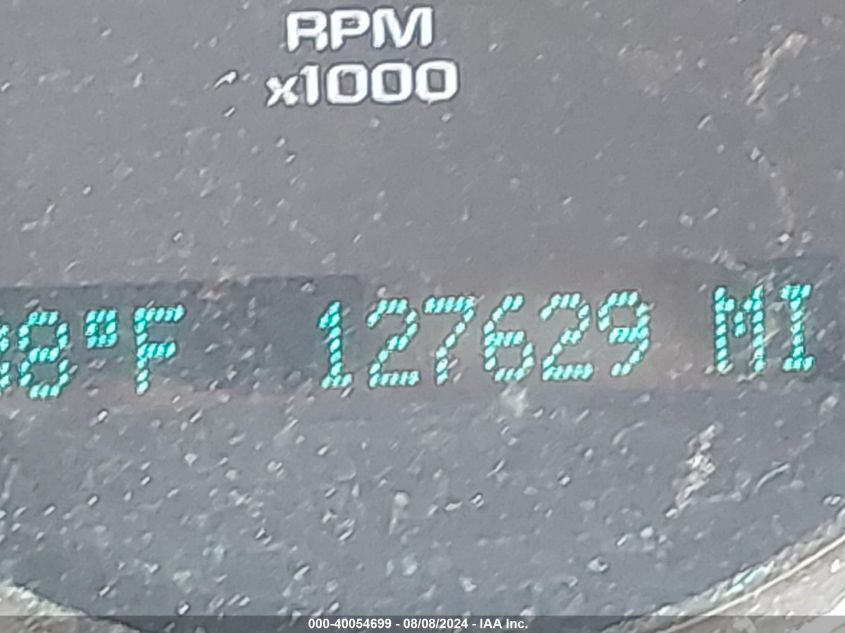 RPM
x1000
8°F 127629 MI
000-40054699 - 08/08/2024 - IAA Inc.